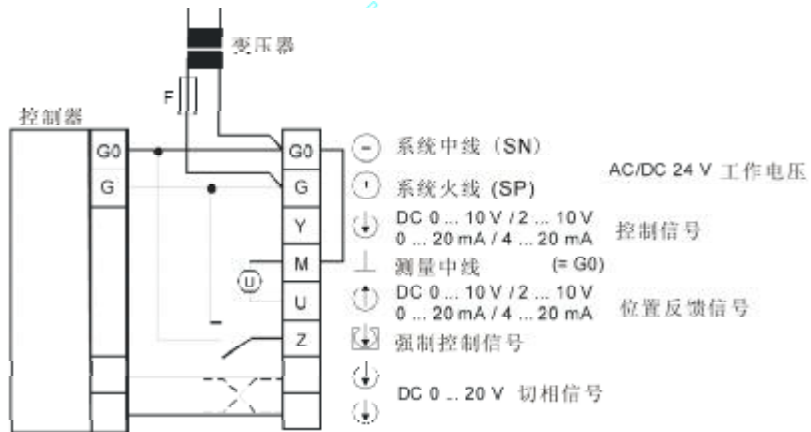 变压器
F
控制器
G0
G
G0
G
Y
M
U
Z
U
系统中线（SN）
系统火线 (SP)
AC/DC 24 V 工作电压
DC 0 ... 10 V / 2 ... 10 V
0 ... 20 mA / 4 ... 20 mA
控制信号
测量中线 (= G0)
DC 0 ... 10 V / 2 ... 10 V
0 ... 20 mA / 4 ... 20 mA
位置反馈信号
强制控制信号
DC 0 ... 20 V 切相信号